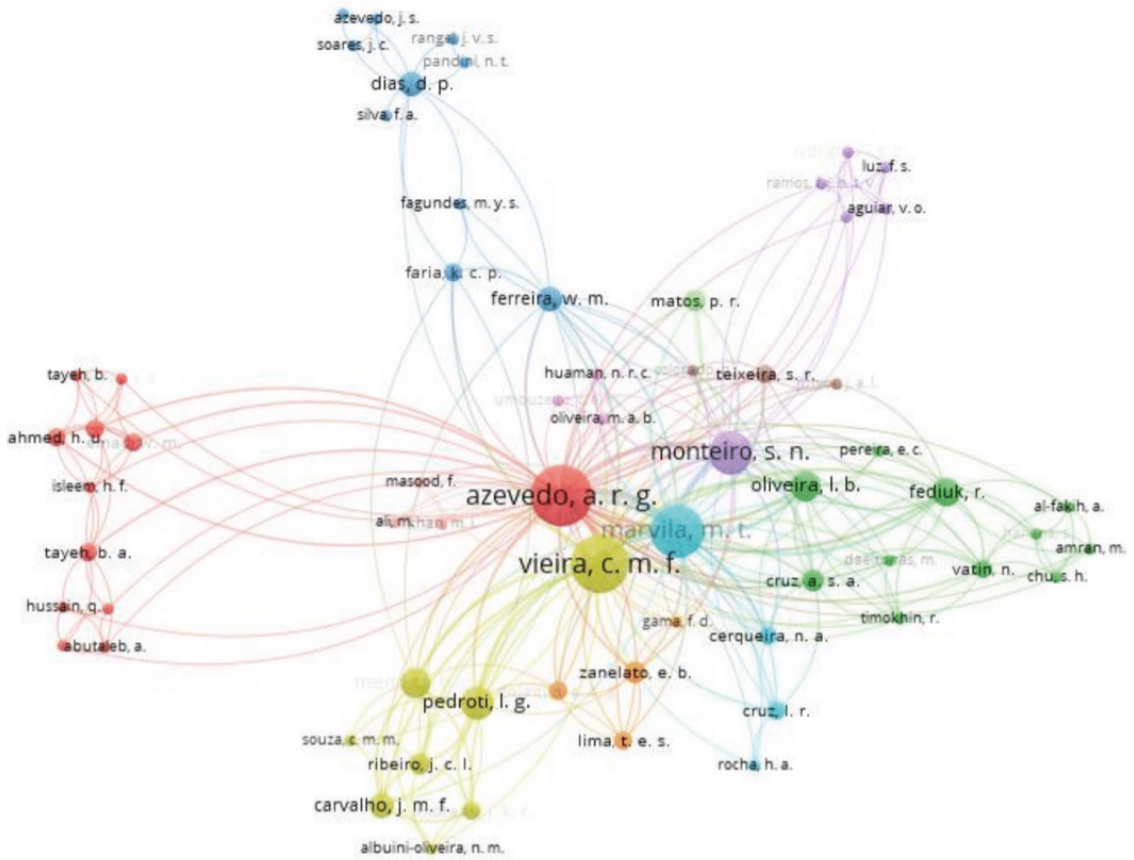 azevedo, j. s.
soares, j. c.
rangel, j. v. s.
pandini, n. t.
dias, d. p.
silva, f. a.
luz, f. s.
ramos,
aguiar, v. o.
fagundes, m. y. s.
faria, k. c. p.
ferreira, w. m.
matos, p. r.
tayeh, b.
huaman, n. r. c.
teixeira, s. r.
oliveira, m. a. b.
ahmed, h. u.
monteiro, s. n.
pereira, e. c.
masood, f.
isleem, h. f.
azevedo, a. r. g.
oliveira, l. b.
fediuk, r.
al-fakih, a.
ali, m.
khan, m. i.
marvila, m. t.
tayeh, b. a.
vieira, c. m. f.
amran, m.
vatin, n.
chu, s. h.
cruz, a. s. a.
hussain, q.
gama, f. d.
timokhin, r.
cerqueira, n. a.
abutaleb, a.
zanelato, e. b.
pedroti, l. g.
cruz, l. r.
souza, c. m. m.
lima, t. e. s.
ribeiro, j. c. l.
rocha, h. a.
carvalho, j. m. f.
albuini-oliveira, n. m.